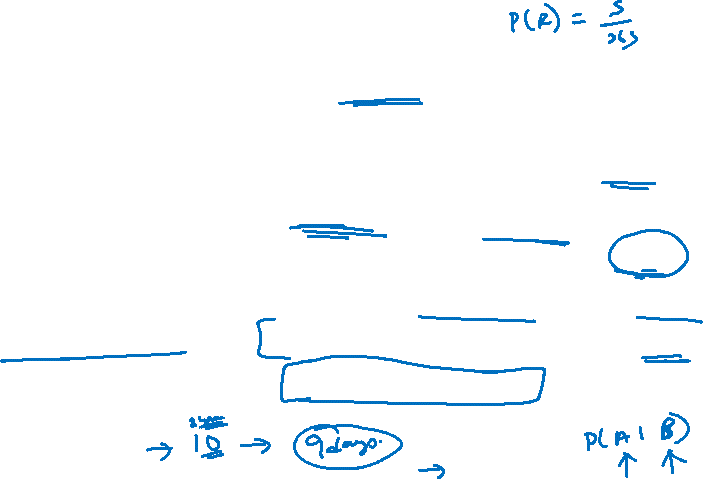 P(R) = 5/365
→ 10 → 9 days. →
P(A | B)
↑ ↑